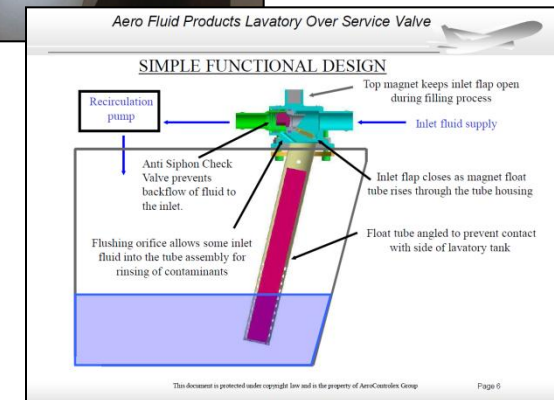 Aero Fluid Products Lavatory Over Service Valve
SIMPLE FUNCTIONAL DESIGN
Top magnet keeps inlet flap open
during filling process
Recirculation
pump
Inlet fluid supply
Anti Siphon Check
Valve prevents
backflow of fluid to
the inlet.
Inlet flap closes as magnet float
tube rises through the tube housing
Flushing orifice allows some inlet
fluid into the tube assembly for
rinsing of contaminants
Float tube angled to prevent contact
with side of lavatory tank
This document is protected under copyright law and is the property of AeroControlex Group
Page 6